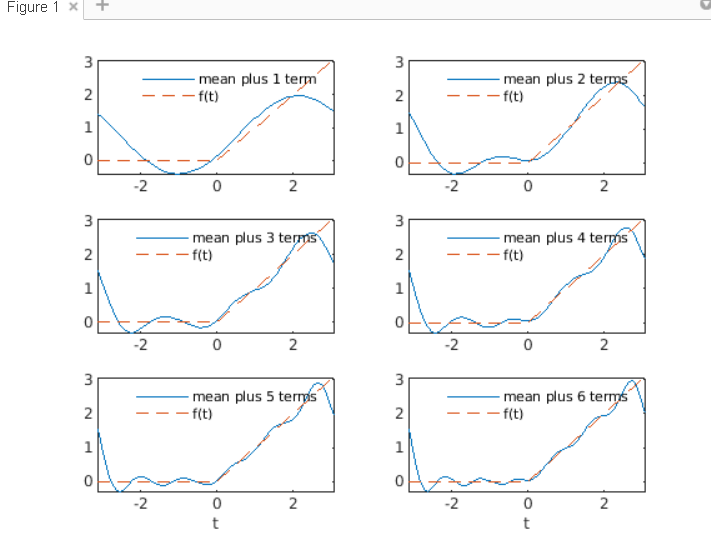 Figure 1 × +
3
2
1
0
-2 0 2
mean plus 1 term
f(t)
3
2
1
0
-2 0 2
mean plus 2 terms
f(t)
3
2
1
0
-2 0 2
mean plus 3 terms
f(t)
3
2
1
0
-2 0 2
mean plus 4 terms
f(t)
3
2
1
0
-2 0 2
t
mean plus 5 terms
f(t)
3
2
1
0
-2 0 2
t
mean plus 6 terms
f(t)